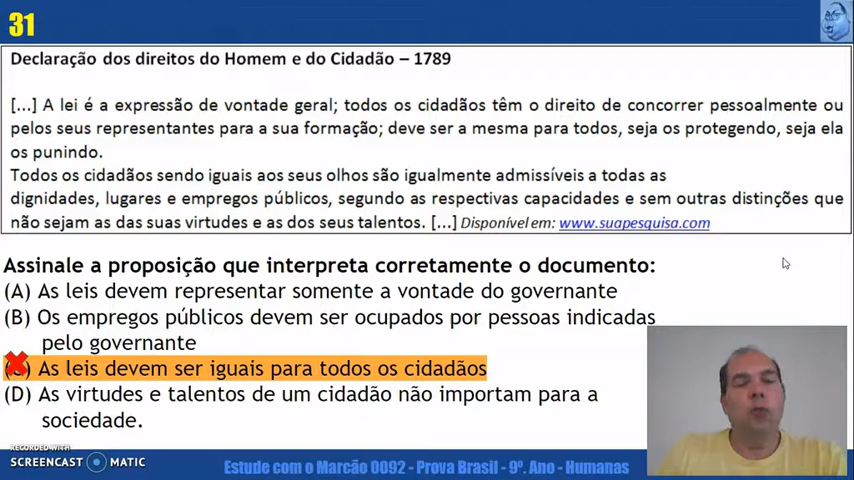 31
Declaração dos direitos do Homem e do Cidadão – 1789
[...] A lei é a expressão de vontade geral; todos os cidadãos têm o direito de concorrer pessoalmente ou
pelos seus representantes para a sua formação; deve ser a mesma para todos, seja os protegendo, seja ela
os punindo.
Todos os cidadãos sendo iguais aos seus olhos são igualmente admissíveis a todas as
dignidades, lugares e empregos públicos, segundo as respectivas capacidades e sem outras distinções que
não sejam as das suas virtudes e as dos seus talentos. [...] Disponível em: www.suapesquisa.com
Assinale a proposição que interpreta corretamente o documento:
(A) As leis devem representar somente a vontade do governante
(B) Os empregos públicos devem ser ocupados por pessoas indicadas
pelo governante
(C) As leis devem ser iguais para todos os cidadãos
(D) As virtudes e talentos de um cidadão não importam para a
sociedade.
RECORDED WITH
SCREENCAST MATIC
Estude com o Marcão 0092 - Prova Brasil - 9º. Ano - Humanas